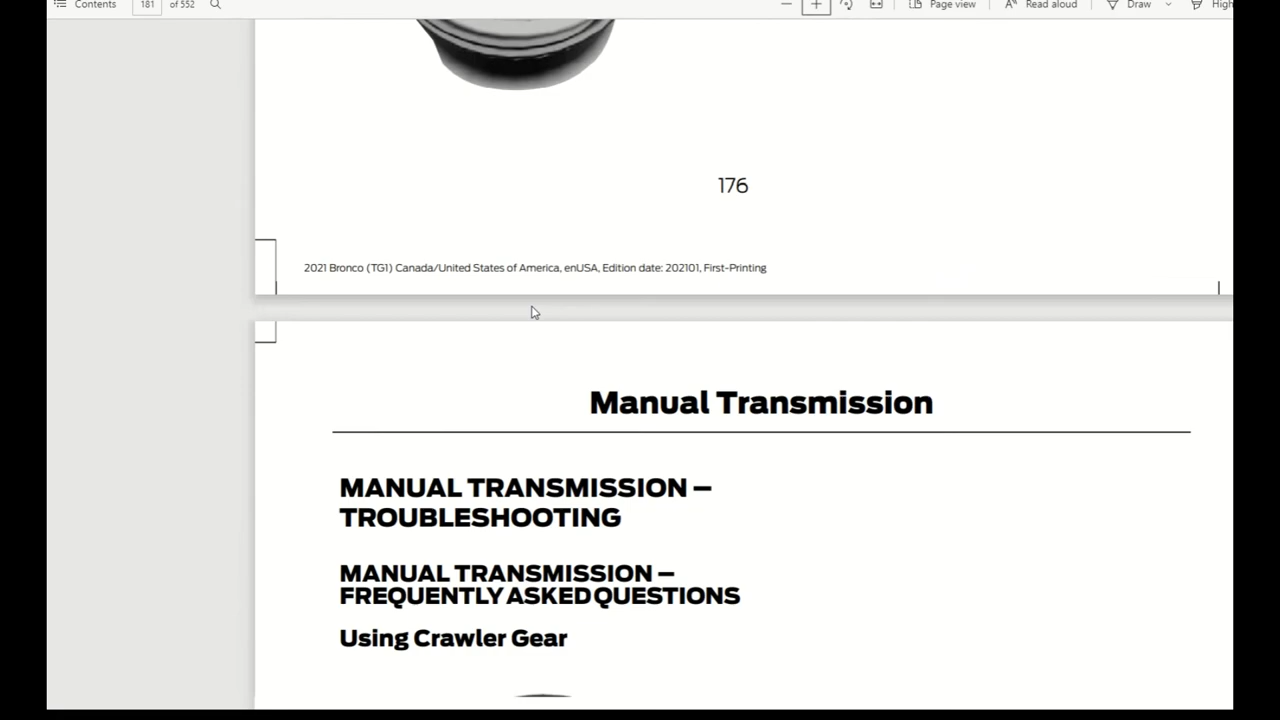 Contents 181 of 552 Page view Read aloud Draw
176
2021 Bronco (TG1) Canada/United States of America, enUSA, Edition date: 202101, First-Printing
Manual Transmission
MANUAL TRANSMISSION –
TROUBLESHOOTING
MANUAL TRANSMISSION –
FREQUENTLY ASKED QUESTIONS
Using Crawler Gear